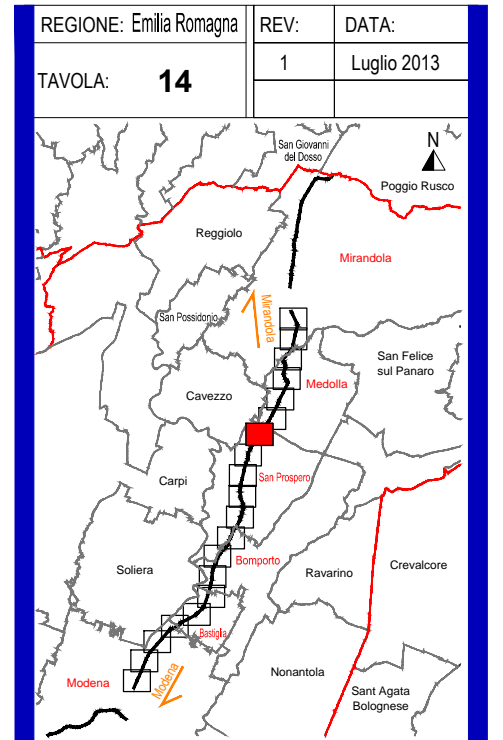 REGIONE: Emilia Romagna
REV:
DATA:
TAVOLA: 14
1
Luglio 2013
San Giovanni
del Dosso
N
Poggio Rusco
Reggiolo
Mirandola
Mirandola
San Possidonio
San Felice
sul Panaro
Medolla
Cavezzo
Carpi
San Prospero
Bomporto
Soliera
Ravarino
Crevalcore
Bastiglia
Modena
Modena
Nonantola
Sant Agata
Bolognese